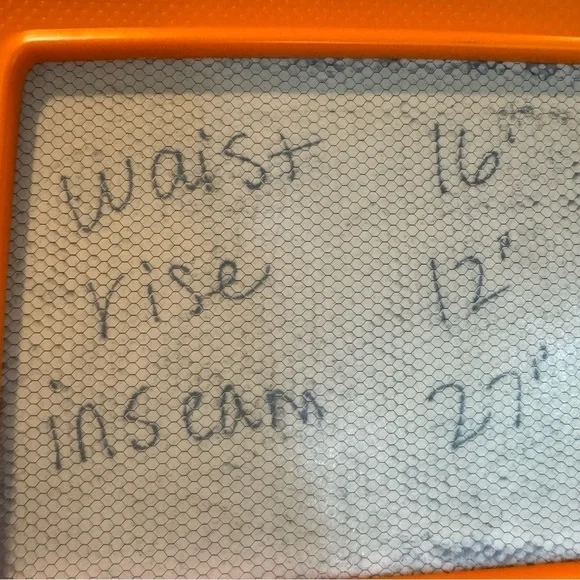 waist 16"
rise 12"
inseam 27"